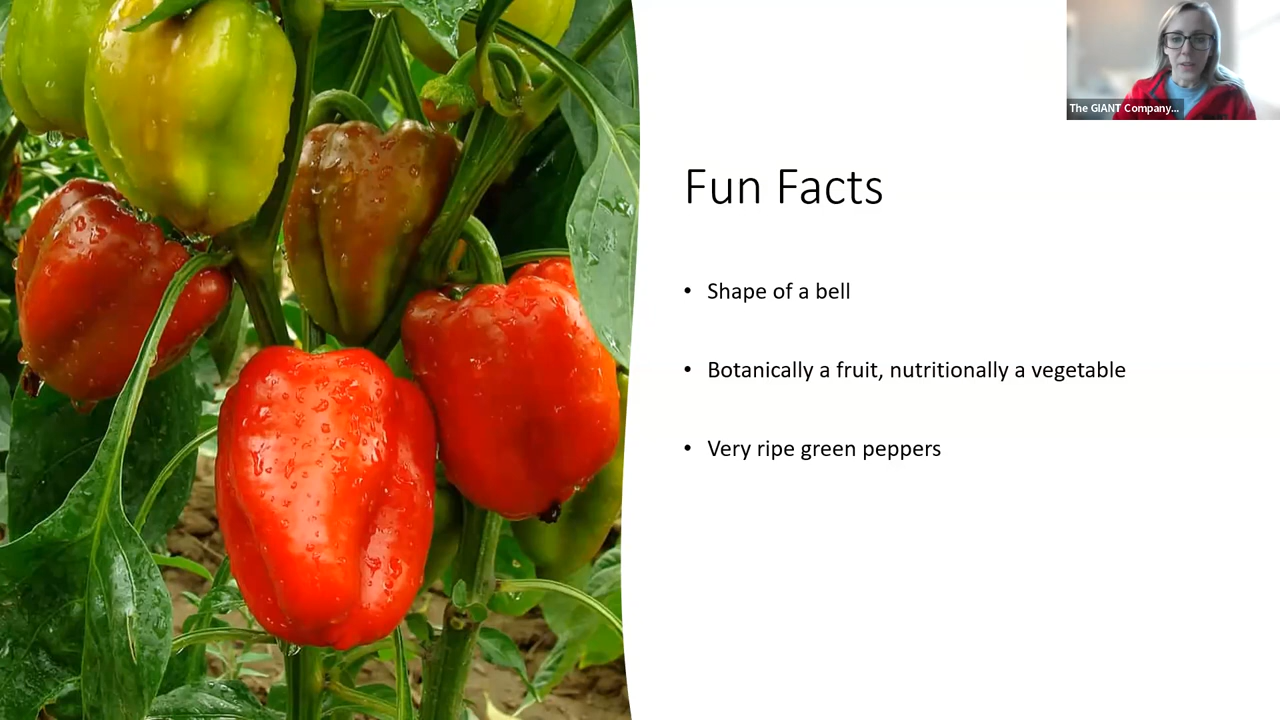 The GIANT Company...
Fun Facts
• Shape of a bell
• Botanically a fruit, nutritionally a vegetable
• Very ripe green peppers